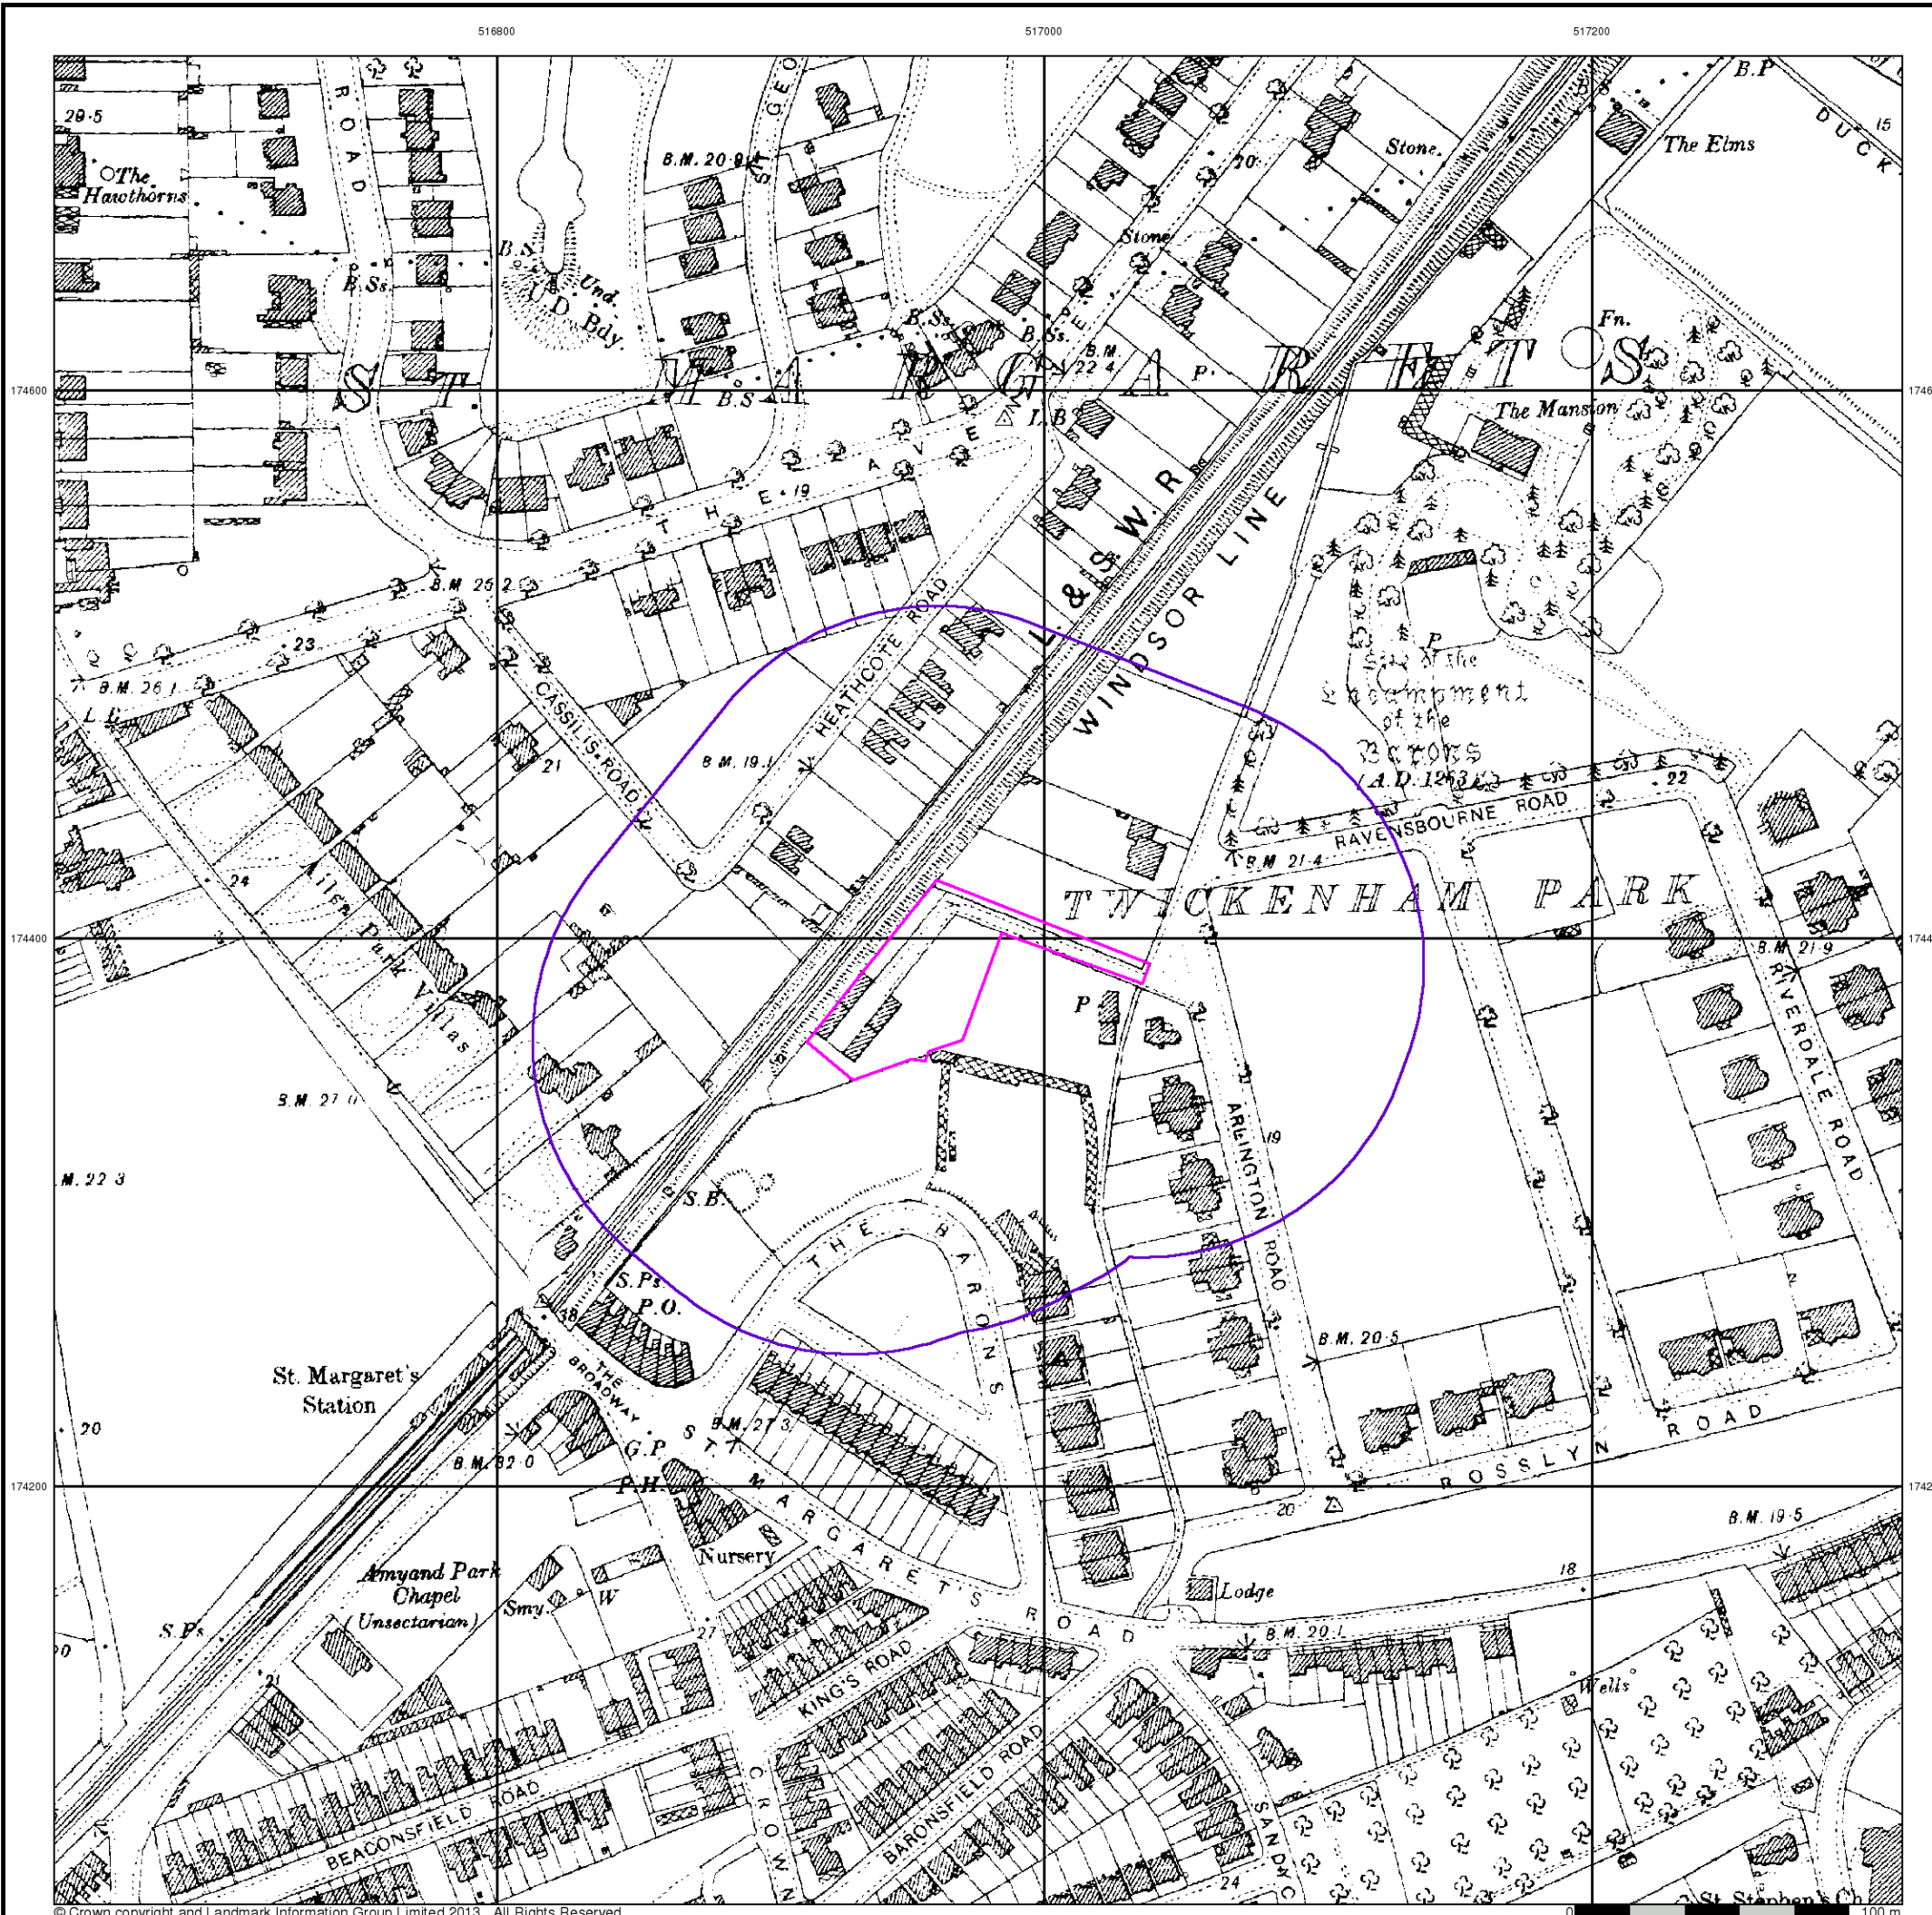 516800
517000
517200
B.P
29·5
ROAD
ST GEO
DUCK
15
The Elms
Stone.
B.M. 20·9
20
The
Hawthorns
Stone
B.S.
B.Ss.
Und.
U.D. Bdy.
B.Ss.
B.Ss.
Fn.
B.M.
22·4
P
ST MARGARETS
174600
B.S
L.B
The Mansion
THE AVENUE
19
B.M. 25·2
L. & S. W. R
WINDSOR LINE
23
B.M. 26·1
L.B.
HEATHCOTE ROAD
CASSILIS ROAD
P
Site of the
Encampment
of the
Barons
A.D. 1263
21
B.M. 19·1
22
RAVENSBOURNE ROAD
B.M. 21·4
24
Ailsa Park Villas
TWICKENHAM PARK
174400
B.M. 21·9
P
RIVERDALE ROAD
B.M. 27·0
ARLINGTON ROAD
19
M. 22·3
S.B.
THE BARONS
S.Ps.
P.O.
38
St. Margaret's
Station
THE
BROADWAY
B.M. 20·5
20
B.M. 27·3
G.P.
B.M. 32·0
P.H.
ROSSLYN ROAD
174200
20
B.M. 19·5
ST MARGARET'S ROAD
Nursery
Amyand Park
Chapel
(Unsectarian)
Smy.
W
Lodge
18
S.Ps
27
B.M. 20·1
21
KING'S ROAD
Wells
BEACONSFIELD ROAD
CROWN
BARONSFIELD ROAD
SANDYC
24
St. Stephen's Ch.
© Crown copyright and Landmark Information Group Limited 2013. All Rights Reserved.
0
100 m